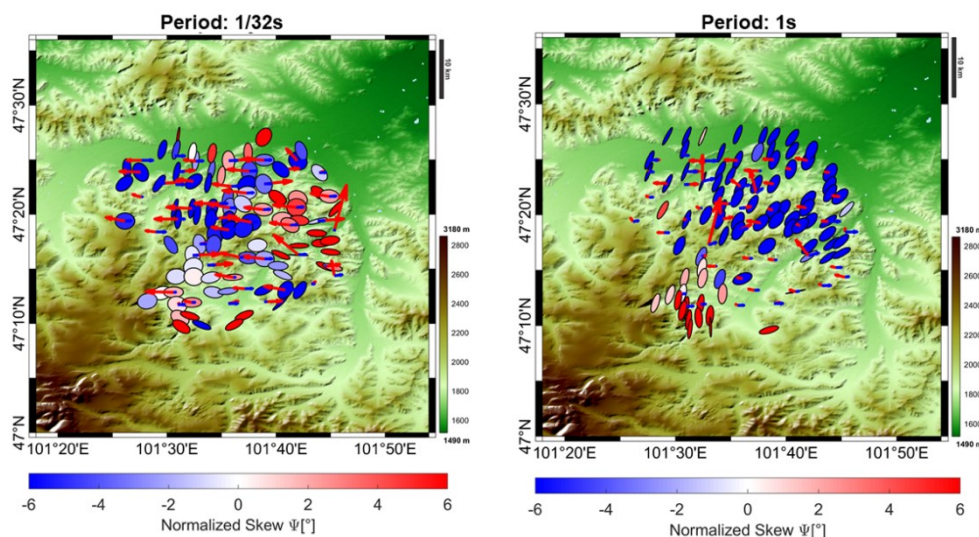 Period: 1/32s
10 km
47°30'N
47°20'N
47°10'N
47°N
3180 m
2800
2600
2400
2200
2000
1800
1600
1490 m
101°20'E
101°30'E
101°40'E
101°50'E
-6
-4
-2
0
2
4
6
Normalized Skew Ψ[°]
Period: 1s
10 km
47°30'N
47°20'N
47°10'N
47°N
3180 m
2800
2600
2400
2200
2000
1800
1600
1490 m
101°20'E
101°30'E
101°40'E
101°50'E
-6
-4
-2
0
2
4
6
Normalized Skew Ψ[°]